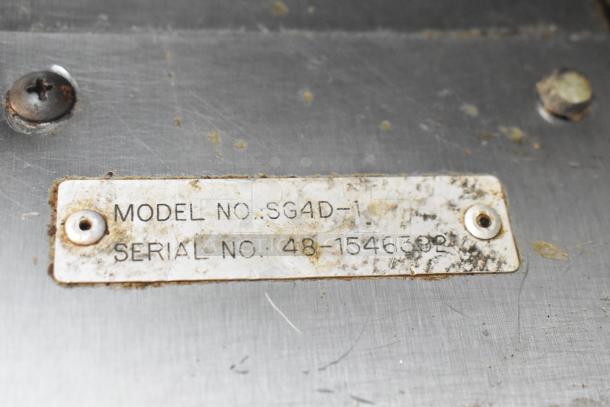 MODEL NO.:SG4D-1
SERIAL NO. 48-1546392